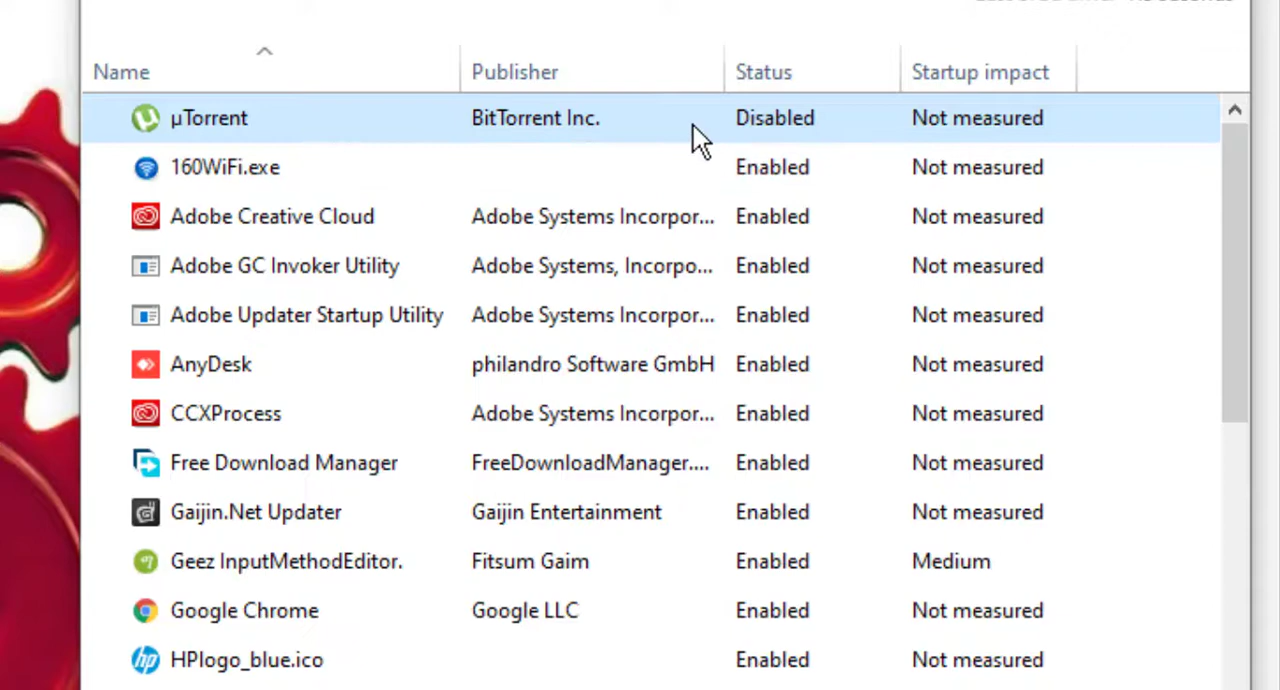 Name Publisher Status Startup impact
µTorrent BitTorrent Inc. Disabled Not measured
160WiFi.exe Enabled Not measured
Adobe Creative Cloud Adobe Systems Incorpor... Enabled Not measured
Adobe GC Invoker Utility Adobe Systems, Incorpo... Enabled Not measured
Adobe Updater Startup Utility Adobe Systems Incorpor... Enabled Not measured
AnyDesk philandro Software GmbH Enabled Not measured
CCXProcess Adobe Systems Incorpor... Enabled Not measured
Free Download Manager FreeDownloadManager.... Enabled Not measured
Gaijin.Net Updater Gaijin Entertainment Enabled Not measured
Geez InputMethodEditor. Fitsum Gaim Enabled Medium
Google Chrome Google LLC Enabled Not measured
HPlogo_blue.ico Enabled Not measured